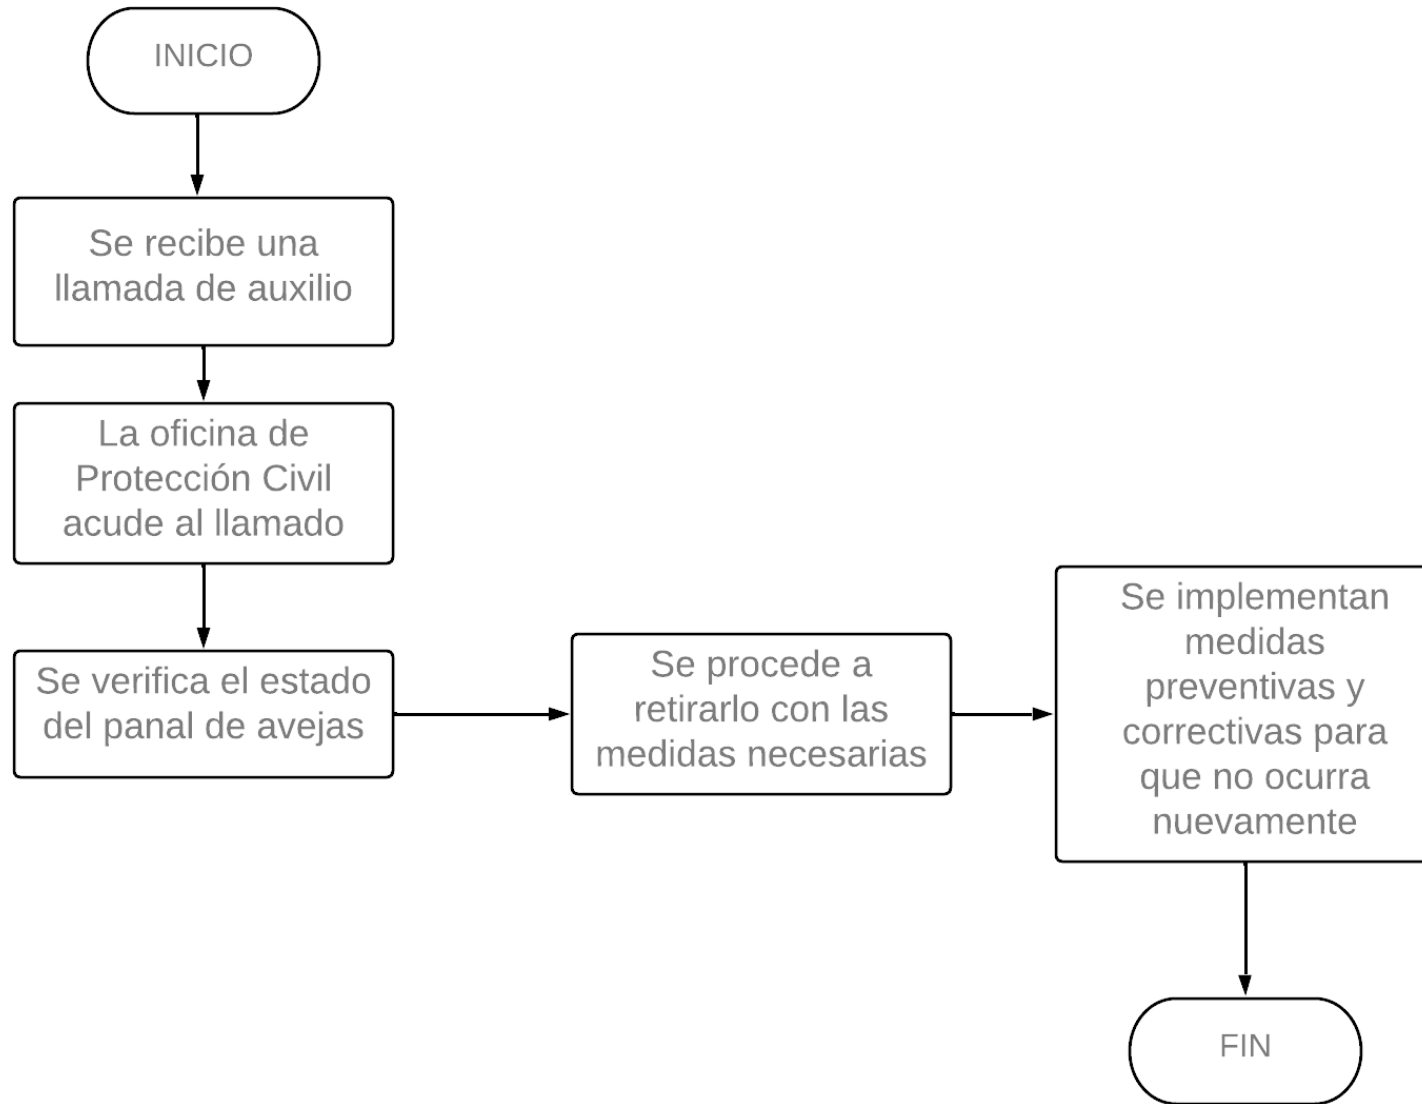 INICIO
Se recibe una
llamada de auxilio
La oficina de
Protección Civil
acude al llamado
Se verifica el estado
del panal de avejas
Se procede a
retirarlo con las
medidas necesarias
Se implementan
medidas
preventivas y
correctivas para
que no ocurra
nuevamente
FIN